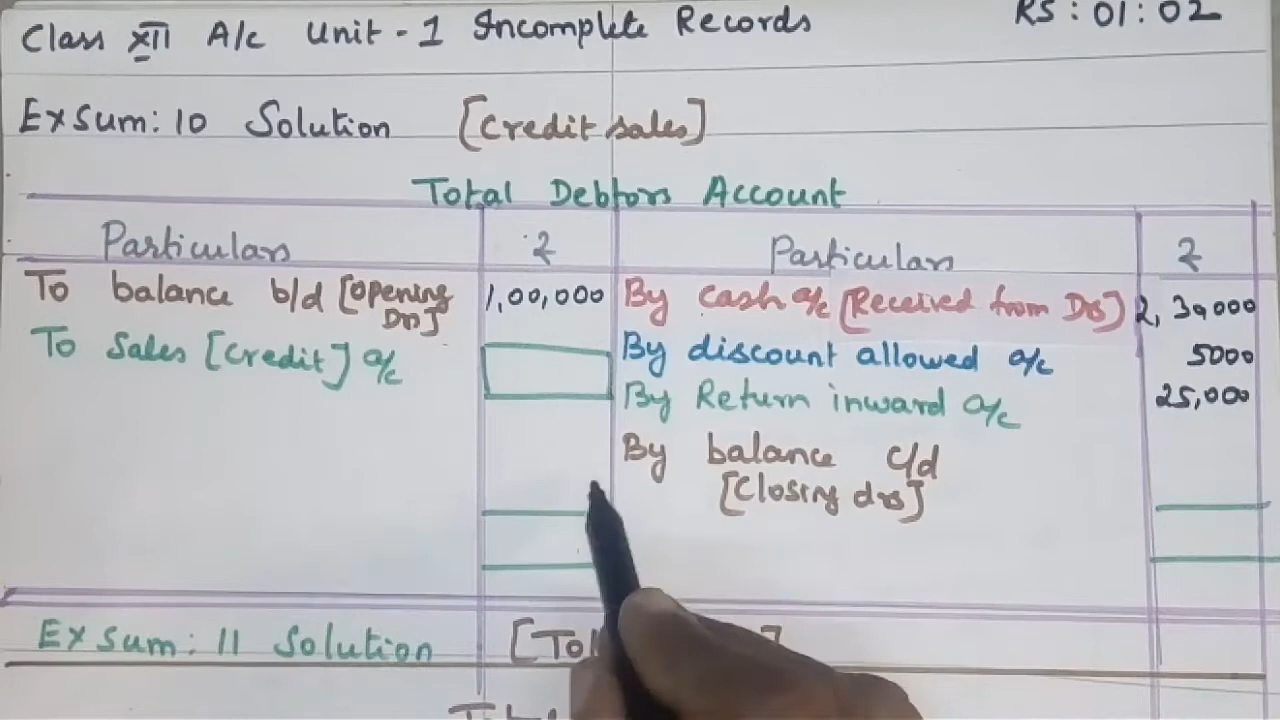 Class XII A/c Unit - 1 Incomplete Records RS : 01 : 02
Ex Sum: 10 Solution [Credit sales]
Total Debtors Account
Particulars ₹ Particulars ₹
To balance b/d [Opening Drs] 1,00,000 By cash a/c [Received from Drs] 2,30,000
To Sales [Credit] a/c By discount allowed a/c 5000
By Return inward a/c 25,000
By balance c/d
[Closing drs]
Ex Sum: 11 Solution